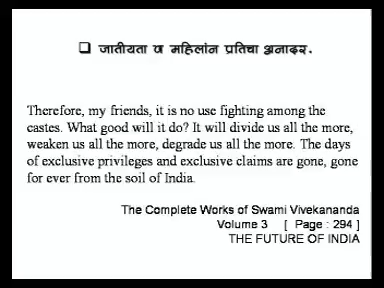 ❑ जातीयता व महिलांन प्रतिचा अनादर.
Therefore, my friends, it is no use fighting among the
castes. What good will it do? It will divide us all the more,
weaken us all the more, degrade us all the more. The days
of exclusive privileges and exclusive claims are gone, gone
for ever from the soil of India.
The Complete Works of Swami Vivekananda
Volume 3 [ Page : 294 ]
THE FUTURE OF INDIA